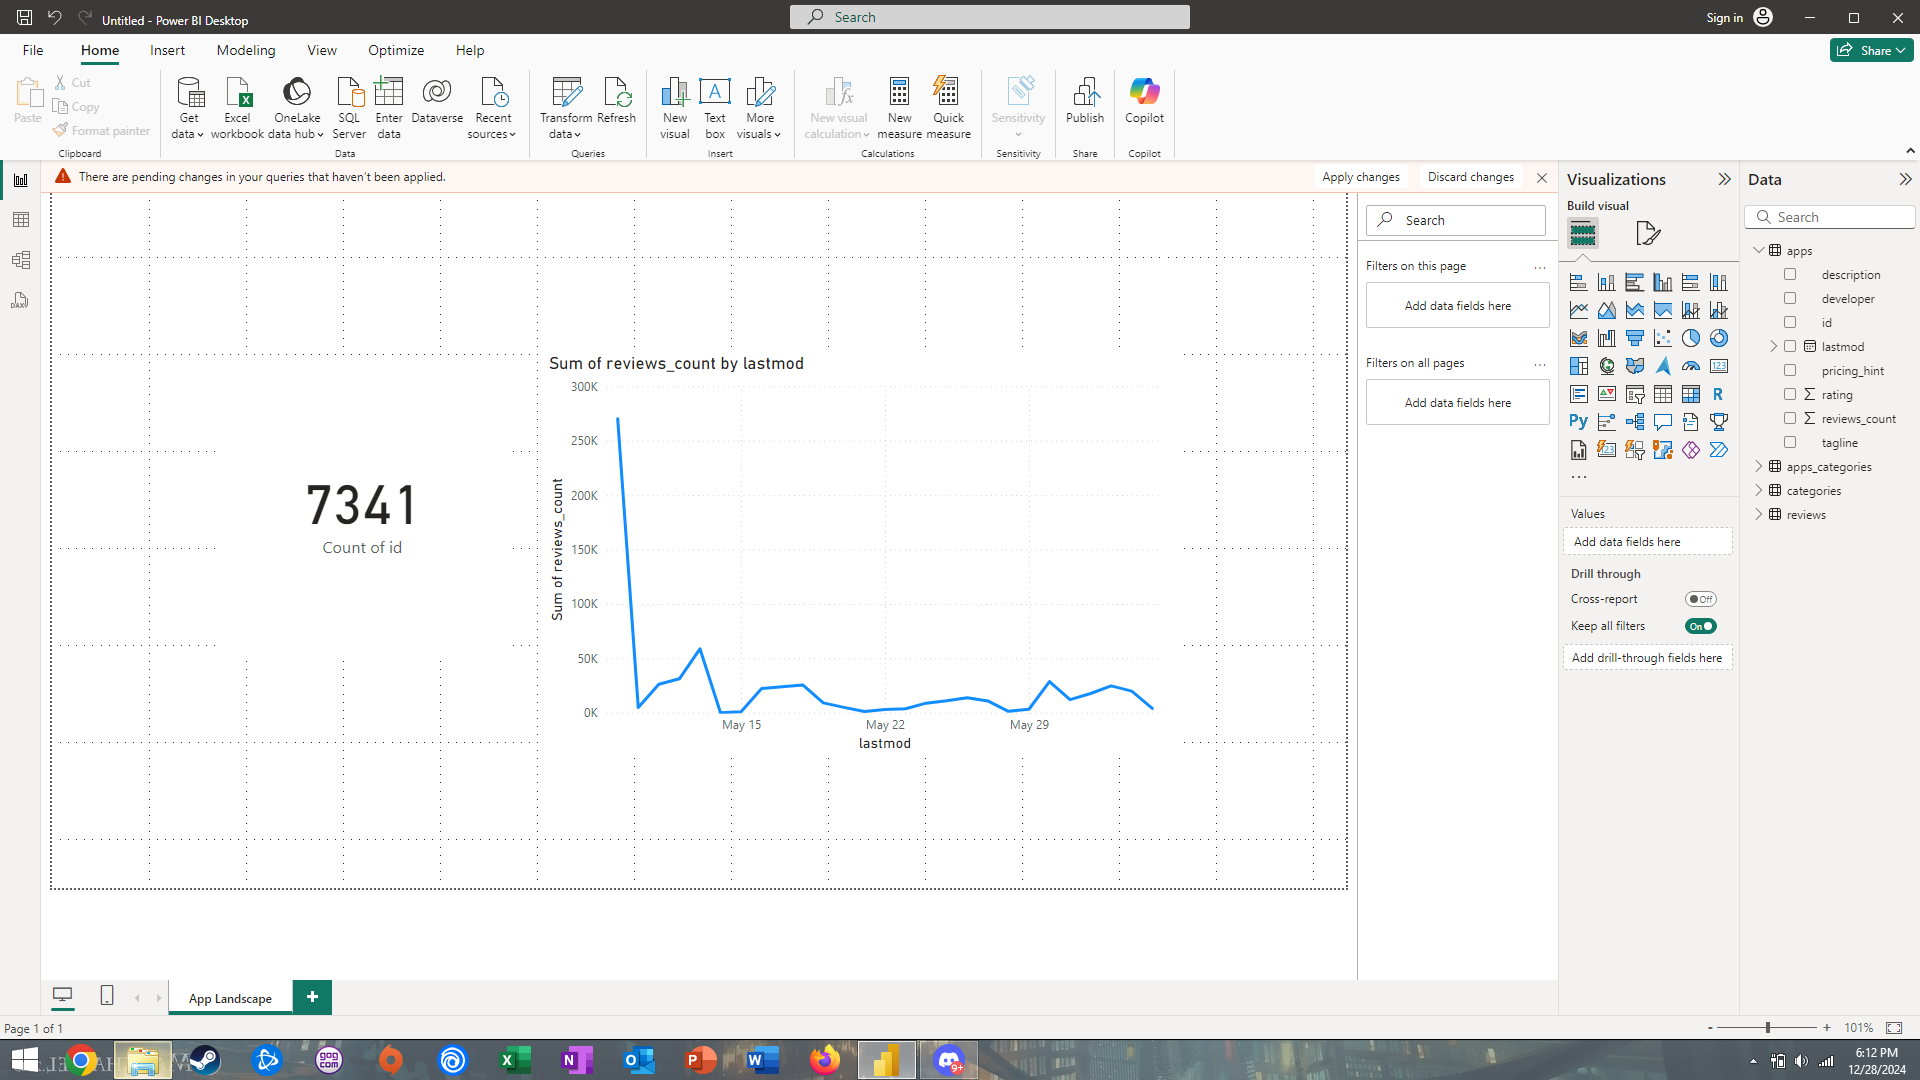 Untitled - Power BI Desktop
Search
Sign in
File
Home
Insert
Modeling
View
Optimize
Help
Share
Paste
Cut
Copy
Format painter
Clipboard
Get data
Excel workbook
OneLake data hub
SQL Server
Enter data
Dataverse
Recent sources
Data
Transform data
Refresh
Queries
New visual
Text box
More visuals
Insert
New visual calculation
New measure
Quick measure
Calculations
Sensitivity
Sensitivity
Publish
Share
Copilot
Copilot
There are pending changes in your queries that haven't been applied.
Apply changes
Discard changes
7341
Count of id
Sum of reviews_count by lastmod
Sum of reviews_count
300K
250K
200K
150K
100K
50K
0K
May 15
May 22
May 29
lastmod
Search
Filters on this page
...
Add data fields here
Filters on all pages
...
Add data fields here
Visualizations
Build visual
123
R
Py
...
Values
Add data fields here
Drill through
Cross-report
Off
Keep all filters
On
Add drill-through fields here
Data
Search
apps
description
developer
id
lastmod
pricing_hint
rating
reviews_count
tagline
apps_categories
categories
reviews
App Landscape
+
Page 1 of 1
-
+
101%
gog com
9+
6:12 PM
12/28/2024